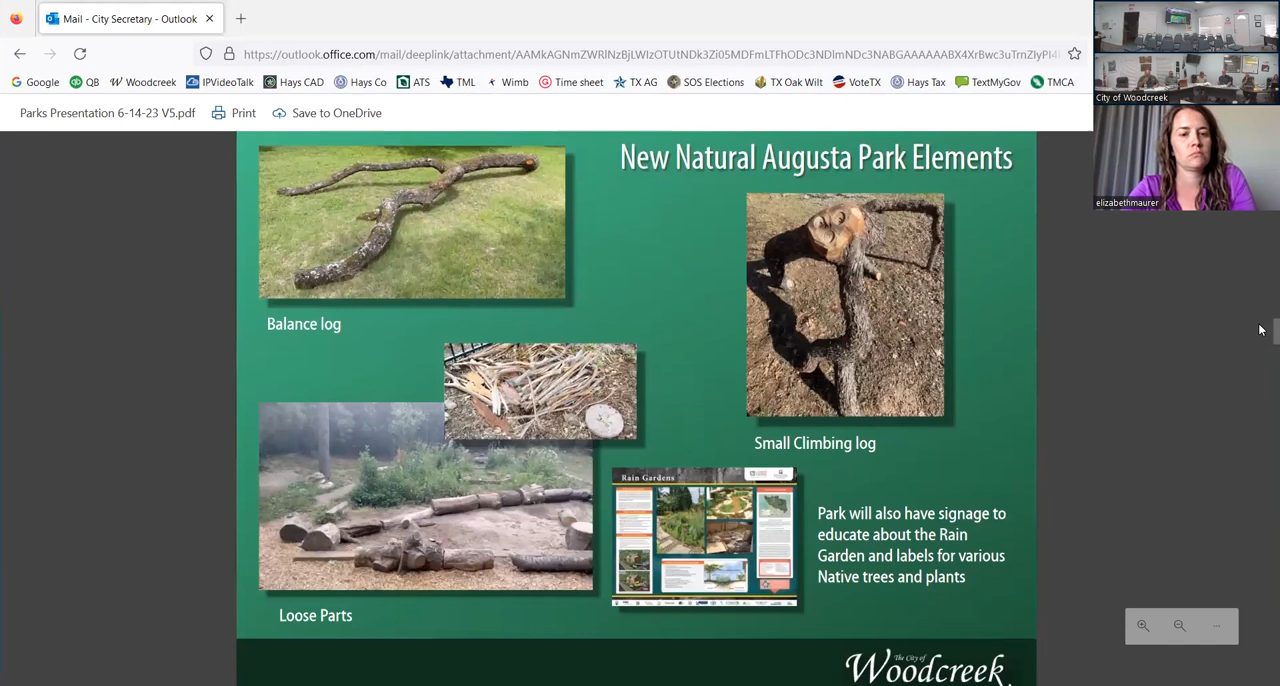 Mail - City Secretary - Outlook
https://outlook.office.com/mail/deeplink/attachment/
Google QB Woodcreek IPVideoTalk Hays CAD Hays Co ATS TML Wimb Time sheet TX AG SOS Elections TX Oak Wilt VoteTX Hays Tax TextMyGov TMCA
City of Woodcreek
Parks Presentation 6-14-23 V5.pdf Print Save to OneDrive
elizabethmaurer
New Natural Augusta Park Elements
Balance log
Small Climbing log
Rain Gardens
Park will also have signage to
educate about the Rain
Garden and labels for various
Native trees and plants
Loose Parts
The City of
Woodcreek